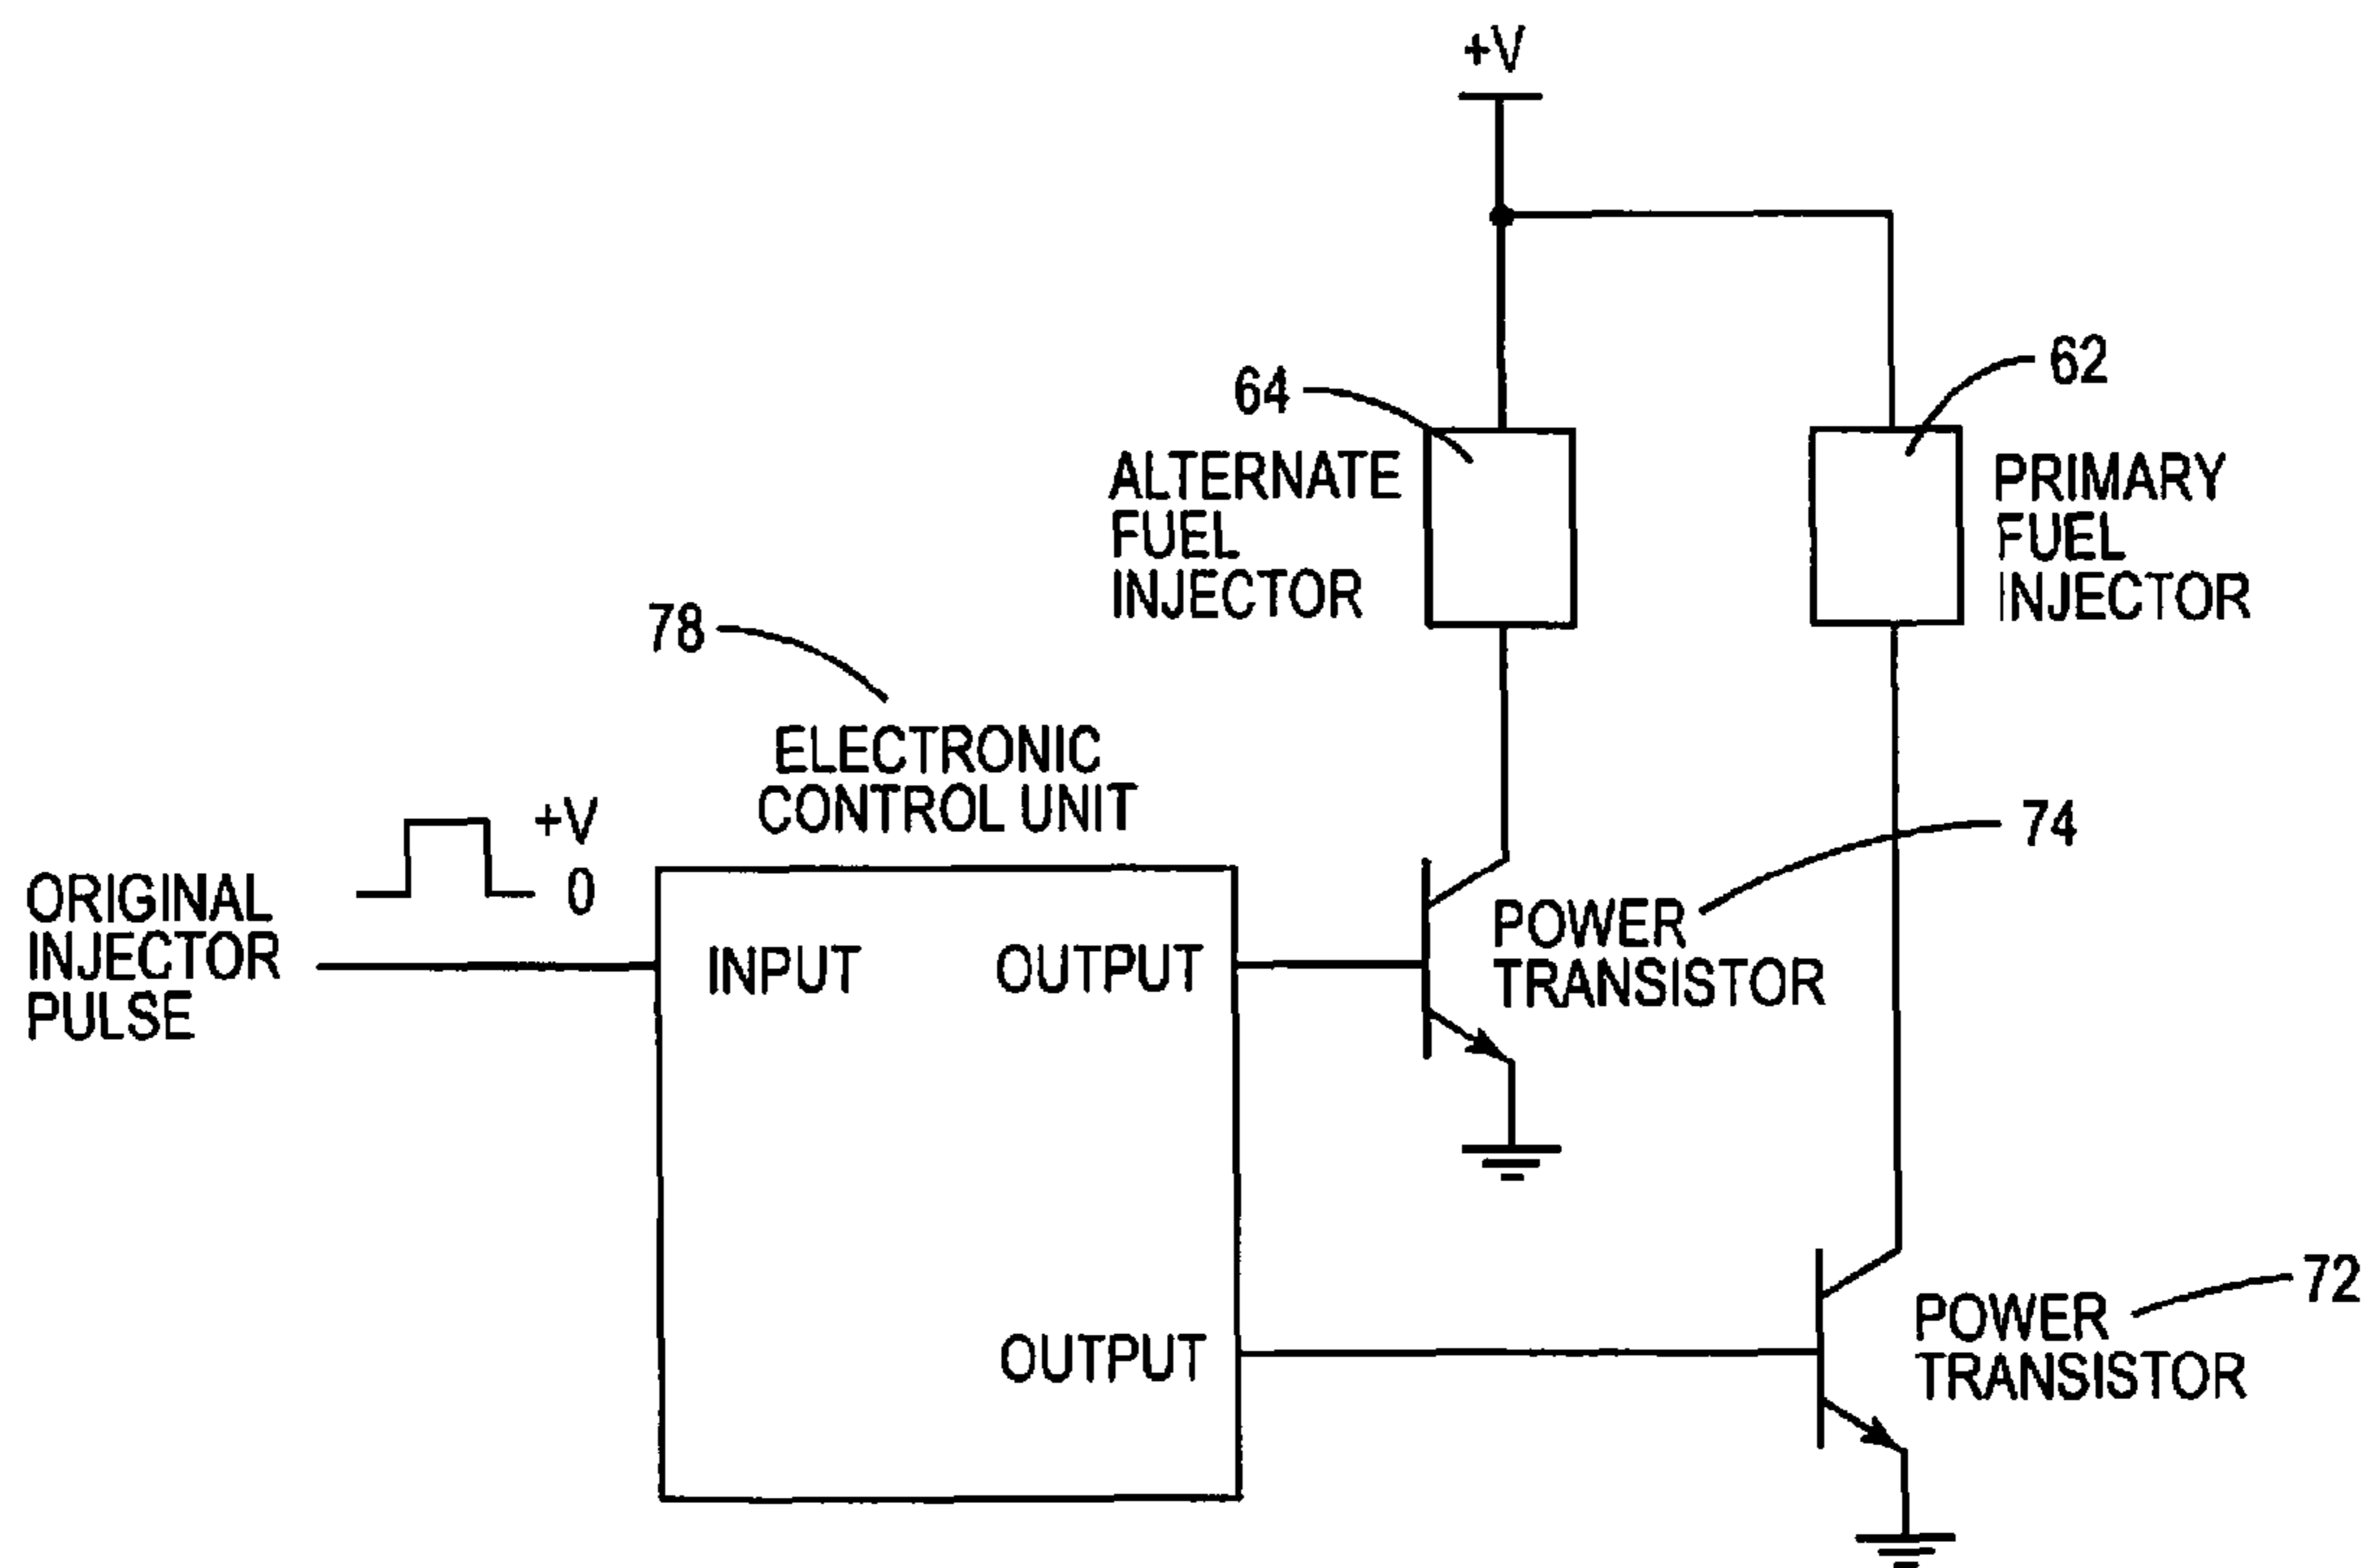 +V
64
62
ALTERNATE
FUEL
INJECTOR
PRIMARY
FUEL
INJECTOR
78
ELECTRONIC
CONTROL UNIT
74
+V
0
ORIGINAL
INJECTOR
PULSE
INPUT
OUTPUT
POWER
TRANSISTOR
OUTPUT
72
POWER
TRANSISTOR